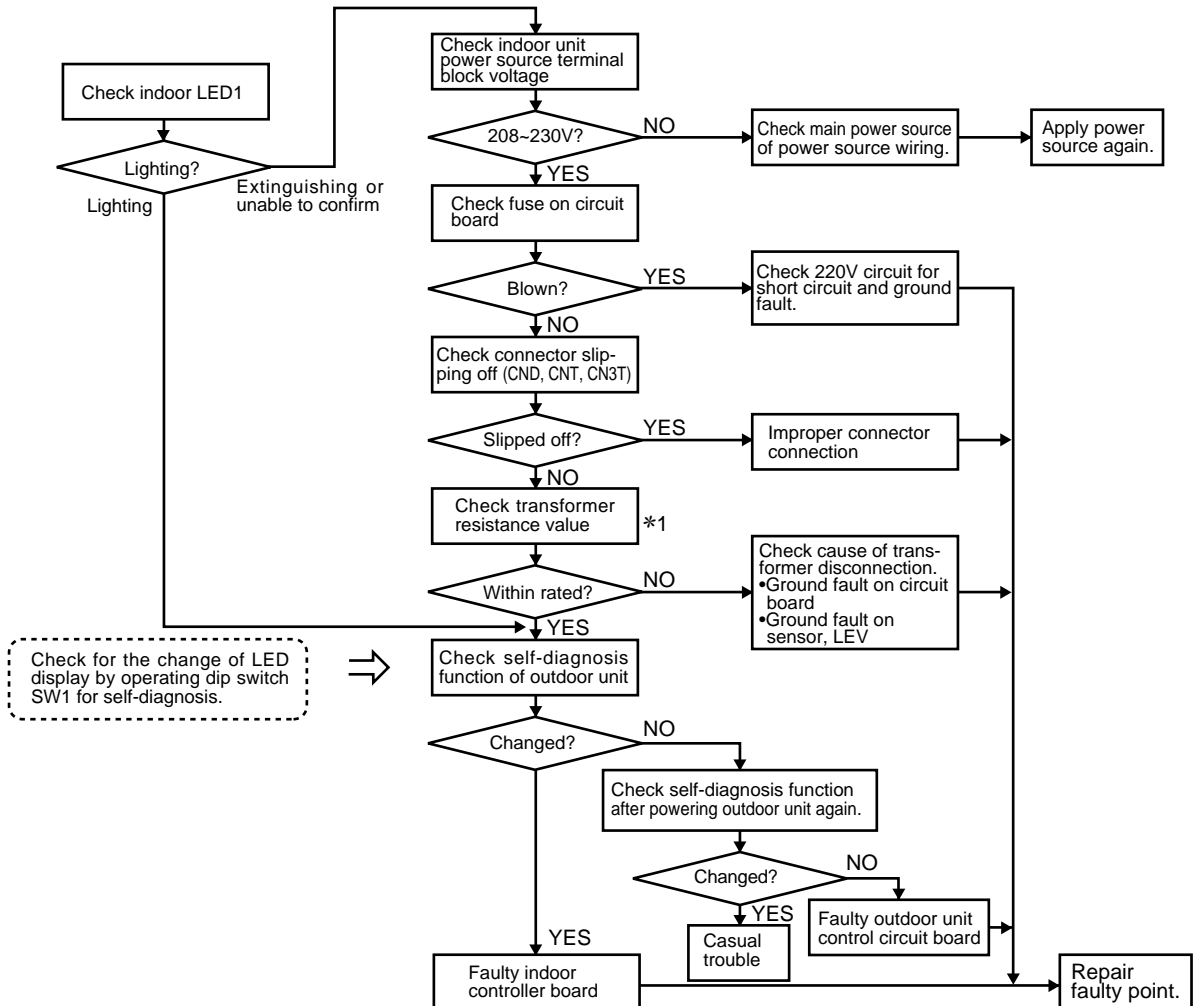 Check indoor LED1
Lighting?
Lighting
Extinguishing or
unable to confirm
Check indoor unit
power source terminal
block voltage
208~230V?
NO
Check main power source
of power source wiring.
Apply power
source again.
YES
Check fuse on circuit
board
Blown?
YES
Check 220V circuit for
short circuit and ground
fault.
NO
Check connector slip-
ping off (CND, CNT, CN3T)
Slipped off?
YES
Improper connector
connection
NO
Check transformer
resistance value
*1
Within rated?
NO
Check cause of trans-
former disconnection.
•Ground fault on circuit
board
•Ground fault on
sensor, LEV
YES
Check for the change of LED
display by operating dip switch
SW1 for self-diagnosis.
Check self-diagnosis
function of outdoor unit
Changed?
NO
Check self-diagnosis function
after powering outdoor unit again.
Changed?
NO
YES
Casual
trouble
Faulty outdoor unit
control circuit board
YES
Faulty indoor
controller board
Repair
faulty point.